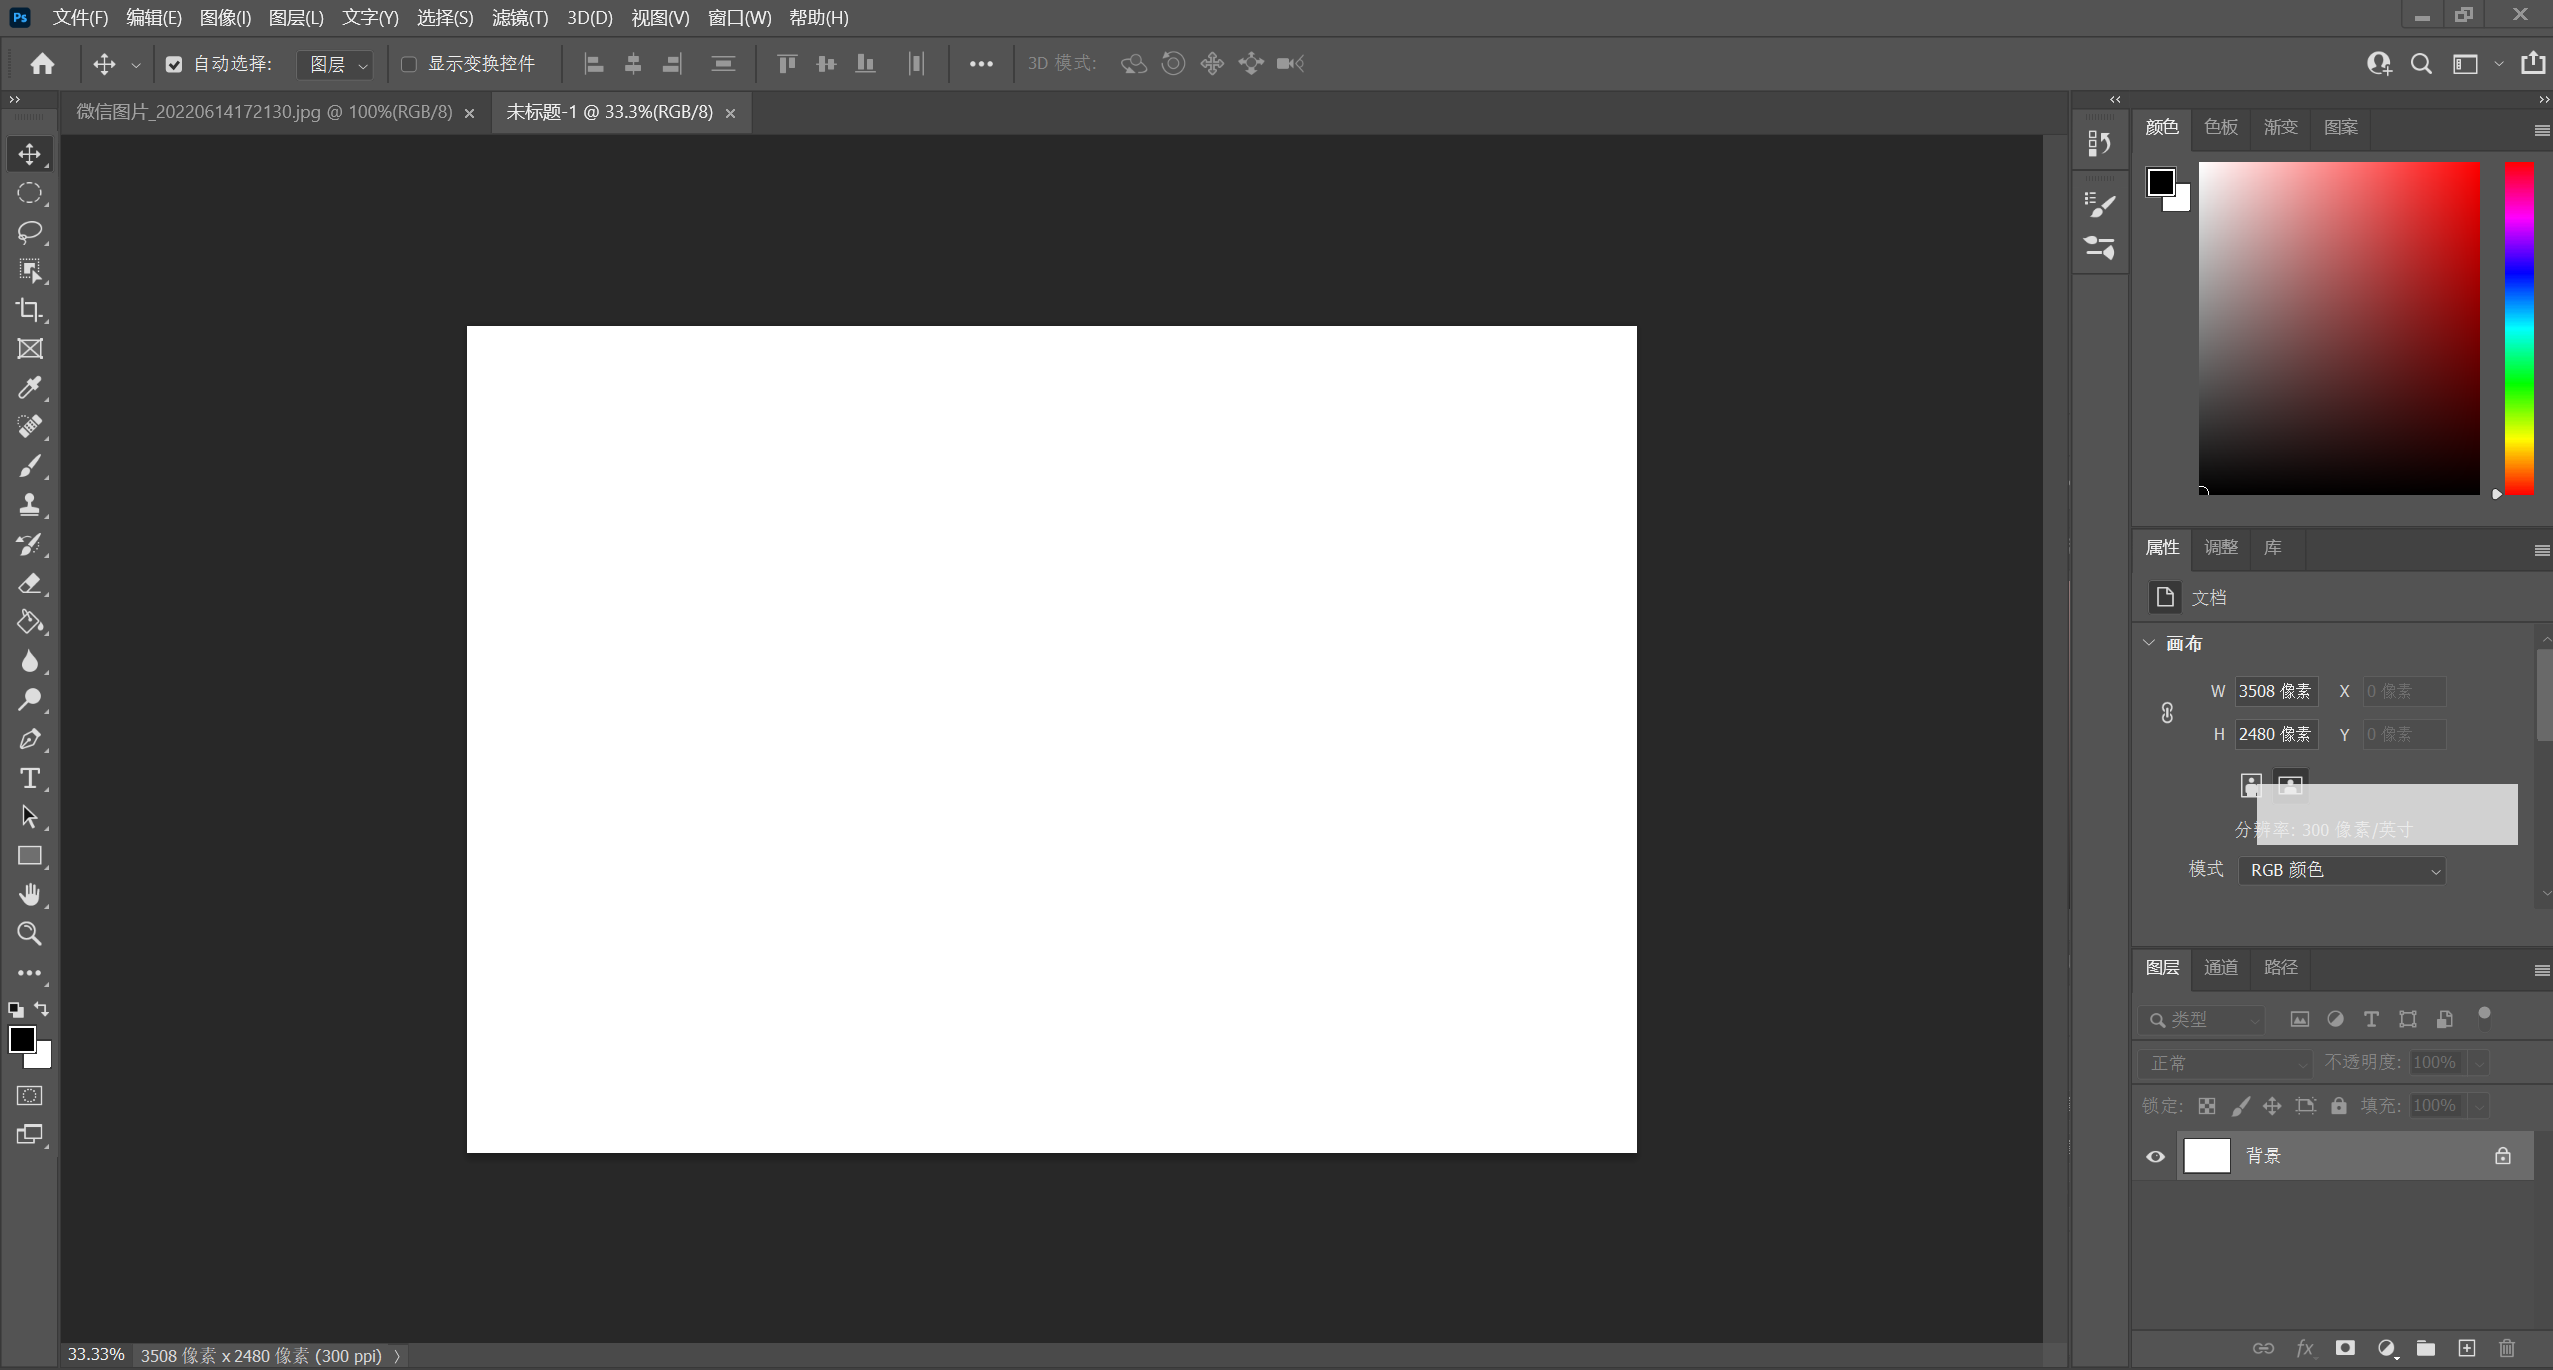 Ps 文件(F) 编辑(E) 图像(I) 图层(L) 文字(Y) 选择(S) 滤镜(T) 3D(D) 视图(V) 窗口(W) 帮助(H)
自动选择: 图层 显示变换控件 3D 模式:
微信图片_20220614172130.jpg @ 100%(RGB/8) 未标题-1 @ 33.3%(RGB/8)
颜色 色板 渐变 图案
属性 调整 库
文档
画布
W 3508 像素 X 0 像素
H 2480 像素 Y 0 像素
分辨率: 300 像素/英寸
模式 RGB 颜色
图层 通道 路径
类型
正常 不透明度: 100%
锁定: 填充: 100%
背景
fx
33.33% 3508 像素 x 2480 像素 (300 ppi)